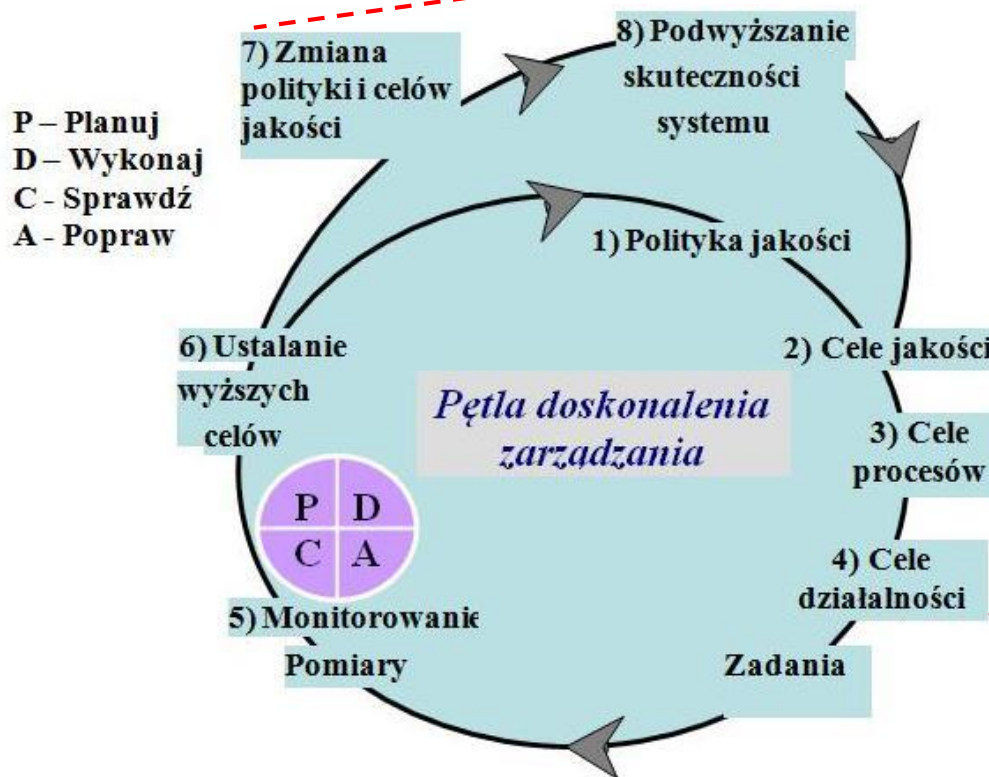 7) Zmiana
polityki i celów
jakości
8) Podwyższanie
skuteczności
systemu
P – Planuj
D – Wykonaj
C - Sprawdź
A - Popraw
1) Polityka jakości
2) Cele jakości
3) Cele
procesów
4) Cele
działalności
Zadania
5) Monitorowanie
Pomiary
6) Ustalanie
wyższych
celów
Pętla doskonalenia
zarządzania
P D
C A